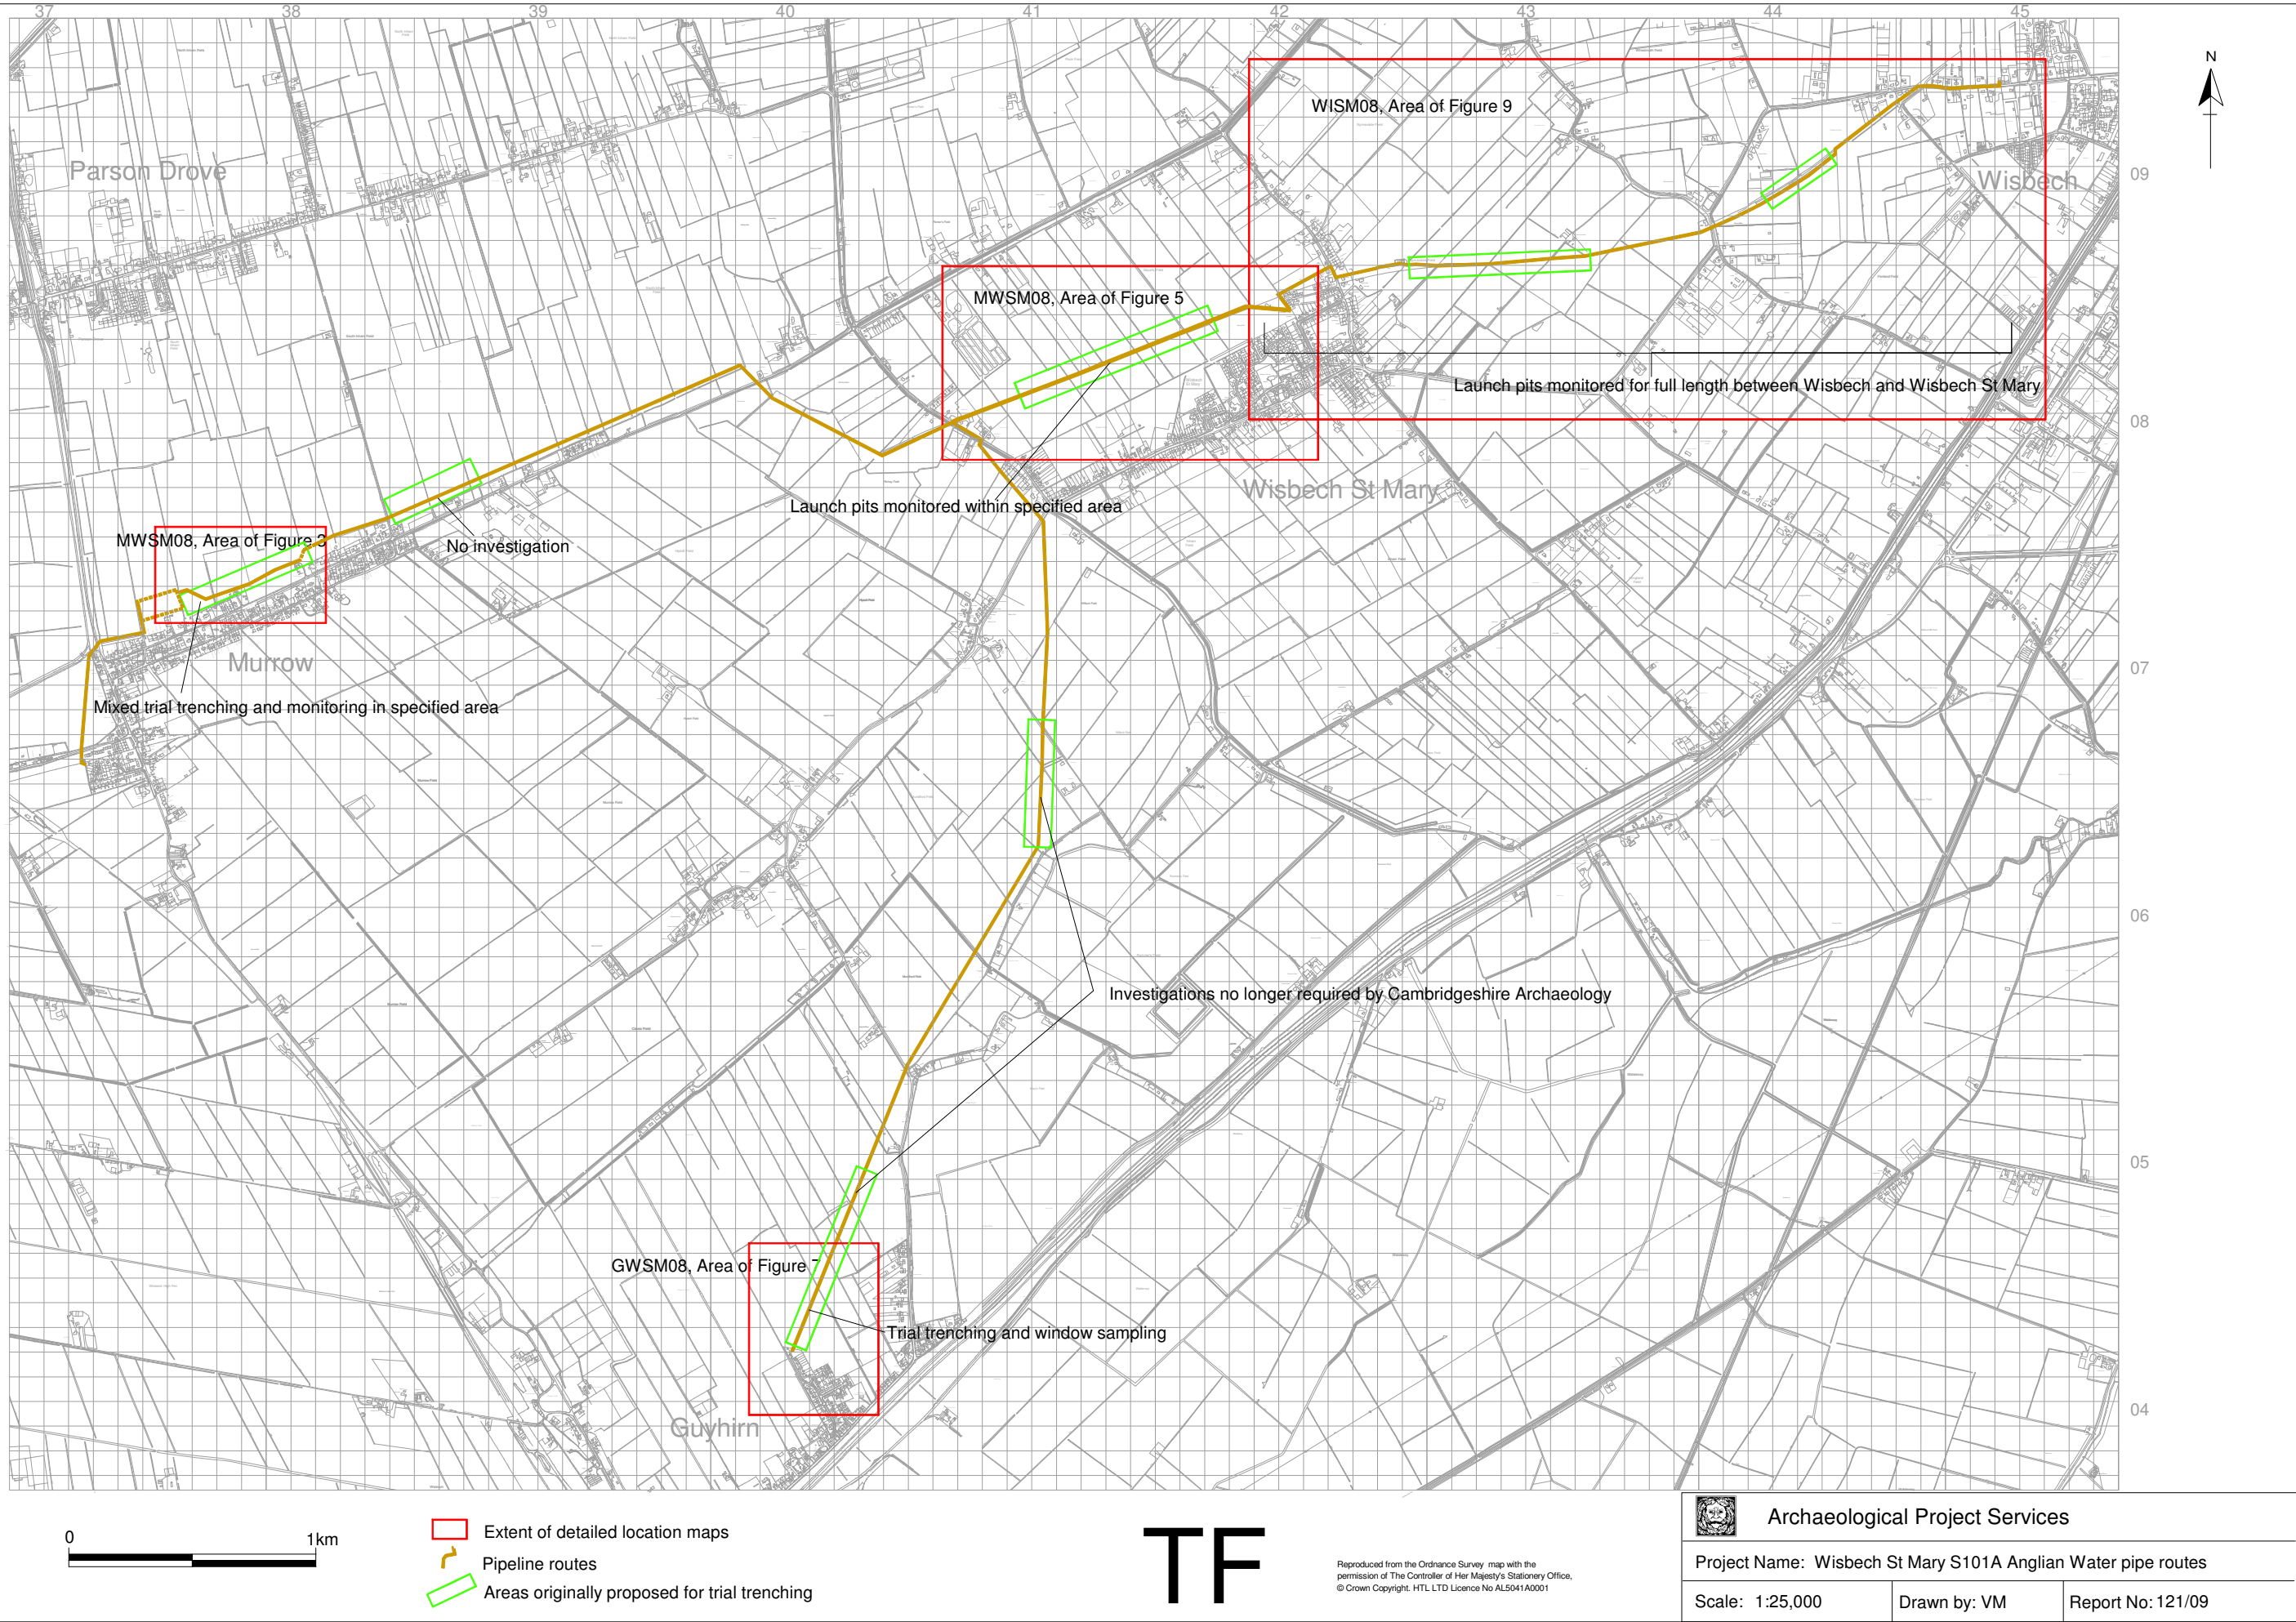 37 38 39 40 41 42 43 44 45
N
WISM08, Area of Figure 9
Parson Drove
09
Wisbech
MWSM08, Area of Figure 5
Launch pits monitored for full length between Wisbech and Wisbech St Mary
08
Wisbech St Mary
Launch pits monitored within specified area
MWSM08, Area of Figure 3
No investigation
Murrow
07
Mixed trial trenching and monitoring in specified area
06
Investigations no longer required by Cambridgeshire Archaeology
05
GWSM08, Area of Figure 7
Trial trenching and window sampling
04
Guyhirn
0 1km
Extent of detailed location maps
Pipeline routes
Areas originally proposed for trial trenching
TF
Reproduced from the Ordnance Survey map with the
permission of The Controller of Her Majesty's Stationery Office,
© Crown Copyright. HTL LTD Licence No AL5041A0001
Archaeological Project Services
Project Name: Wisbech St Mary S101A Anglian Water pipe routes
Scale: 1:25,000
Drawn by: VM
Report No: 121/09